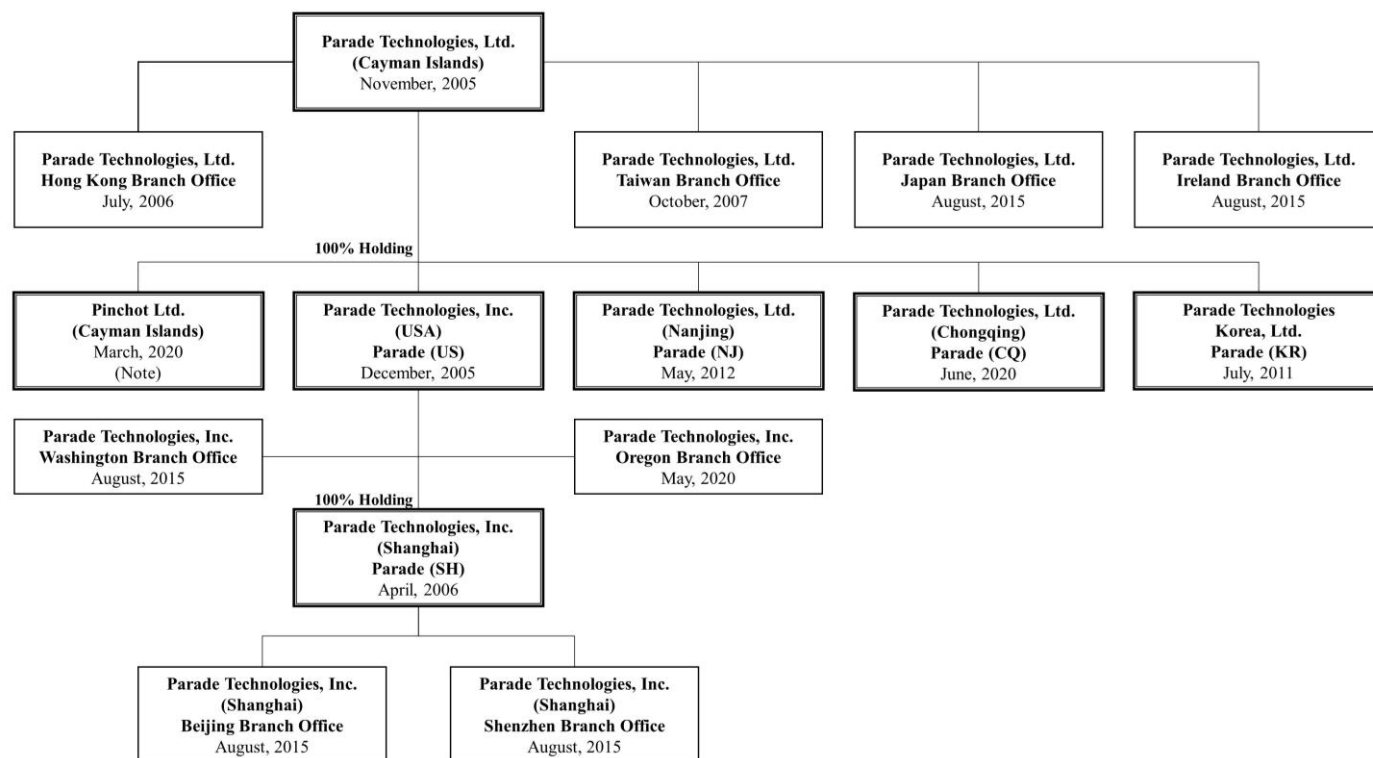 Parade Technologies, Ltd.
(Cayman Islands)
November, 2005
Parade Technologies, Ltd.
Hong Kong Branch Office
July, 2006
Parade Technologies, Ltd.
Taiwan Branch Office
October, 2007
Parade Technologies, Ltd.
Japan Branch Office
August, 2015
Parade Technologies, Ltd.
Ireland Branch Office
August, 2015
100% Holding
Pinchot Ltd.
(Cayman Islands)
March, 2020
(Note)
Parade Technologies, Inc.
(USA)
Parade (US)
December, 2005
Parade Technologies, Ltd.
(Nanjing)
Parade (NJ)
May, 2012
Parade Technologies, Ltd.
(Chongqing)
Parade (CQ)
June, 2020
Parade Technologies
Korea, Ltd.
Parade (KR)
July, 2011
Parade Technologies, Inc.
Washington Branch Office
August, 2015
Parade Technologies, Inc.
Oregon Branch Office
May, 2020
100% Holding
Parade Technologies, Inc.
(Shanghai)
Parade (SH)
April, 2006
Parade Technologies, Inc.
(Shanghai)
Beijing Branch Office
August, 2015
Parade Technologies, Inc.
(Shanghai)
Shenzhen Branch Office
August, 2015